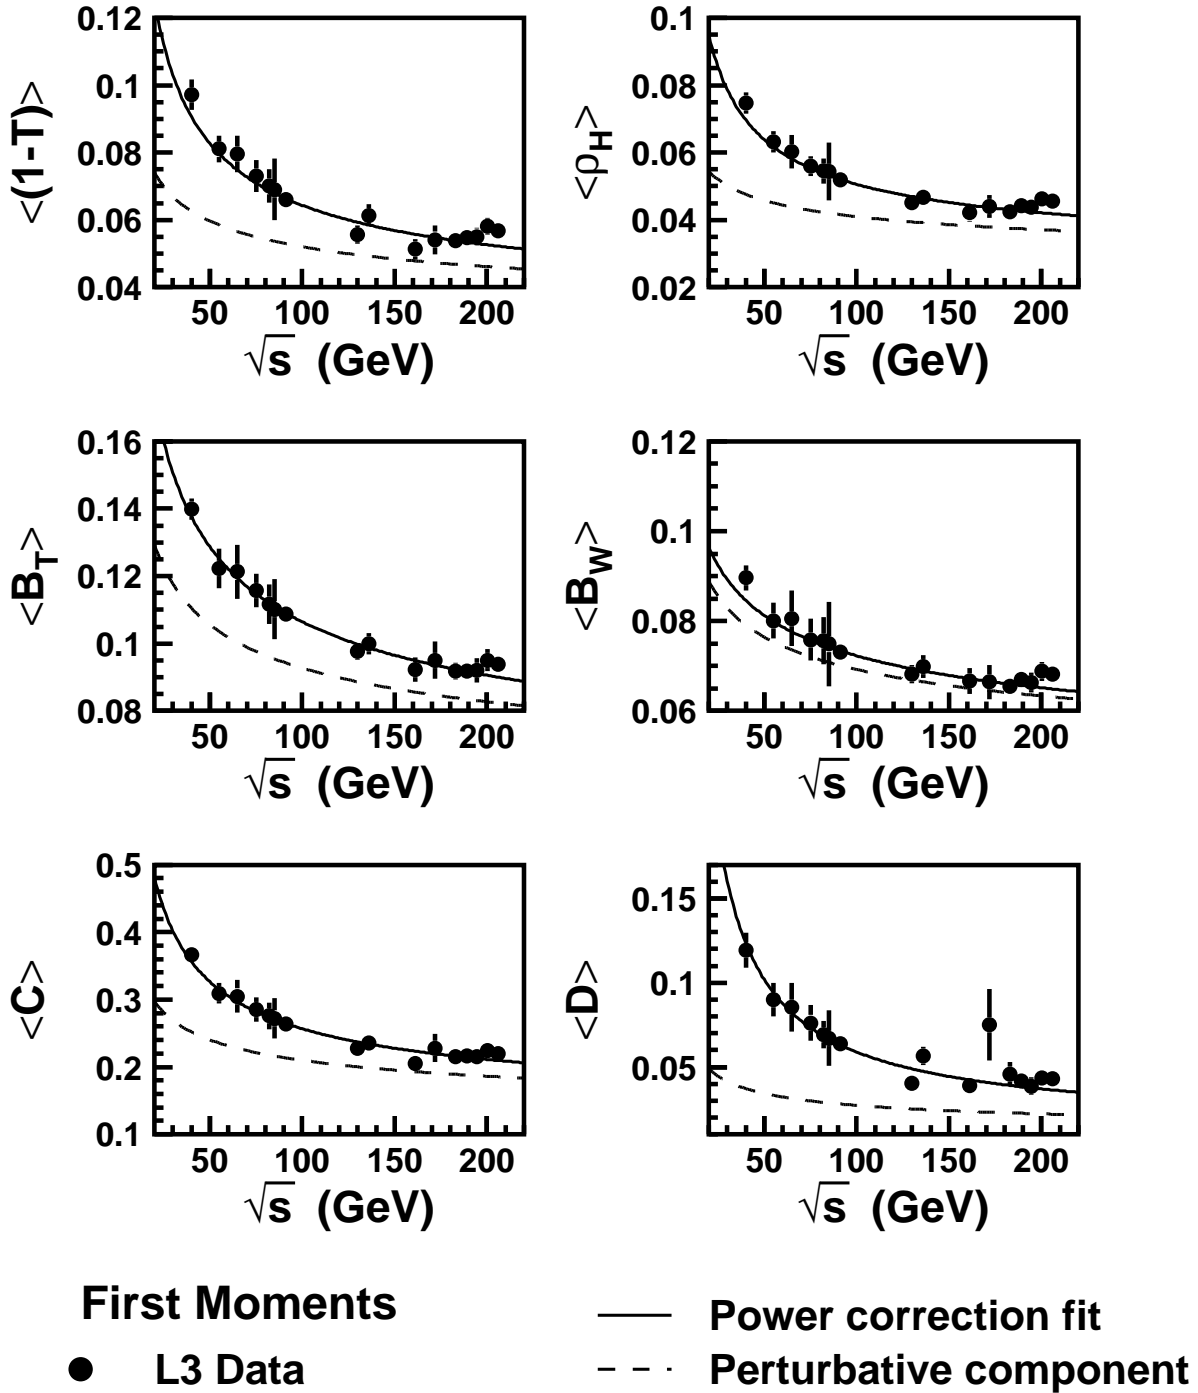 0.12
0.1
0.08
0.06
0.04
<(1-T)>
50 100 150 200
√s (GeV)
0.1
0.08
0.06
0.04
0.02
<ρH>
50 100 150 200
√s (GeV)
0.16
0.14
0.12
0.1
0.08
<BT>
50 100 150 200
√s (GeV)
0.12
0.1
0.08
0.06
<BW>
50 100 150 200
√s (GeV)
0.5
0.4
0.3
0.2
0.1
<C>
50 100 150 200
√s (GeV)
0.15
0.1
0.05
<D>
50 100 150 200
√s (GeV)
First Moments
L3 Data
Power correction fit
Perturbative component